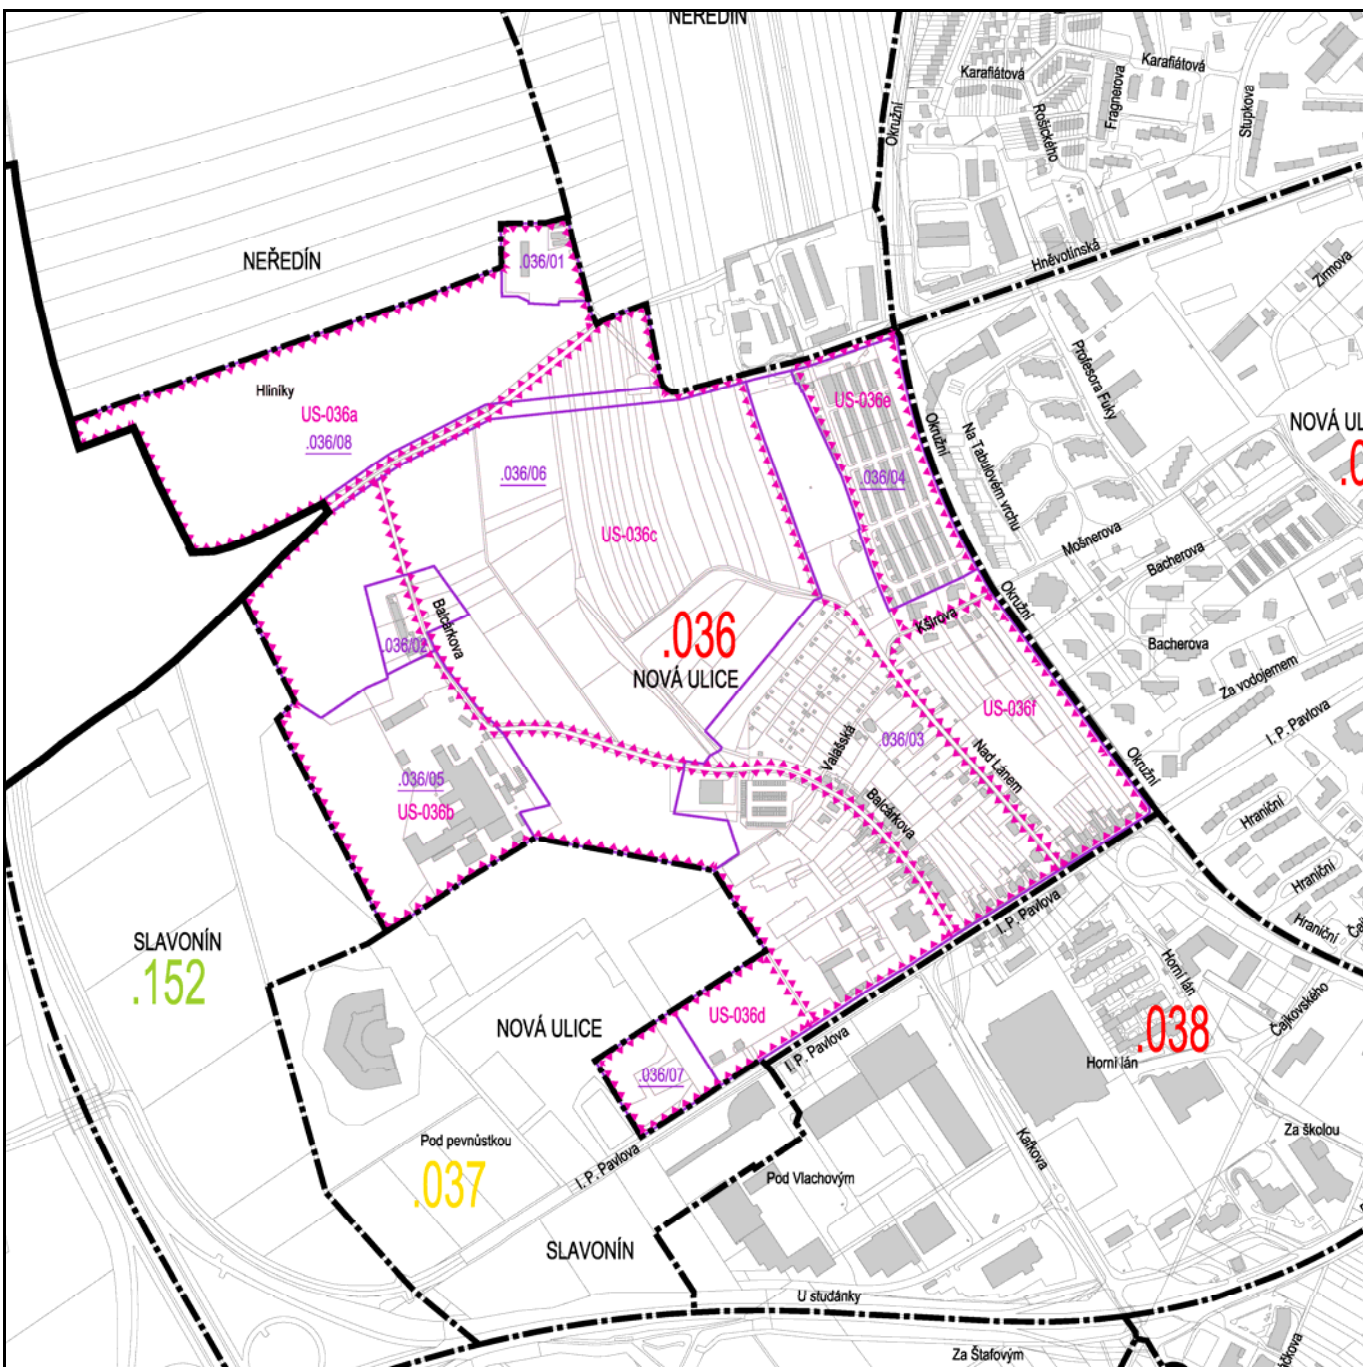 NEŘEDÍN
Karafiátová
Karafiátová
Fragnerova
Stupkova
Okružní
Rošického
NEŘEDÍN
.036/01
Hněvotínská
Zirmova
Profesora Fuky
Hliníky
US-036a
.036/08
US-036e
Okružní
NOVÁ UL
.0
Na Tabulovém vrchu
.036/06
.036/04
US-036c
Mošnerova
Bacherova
Balcárkova
.036/02
.036
NOVÁ ULICE
Kšírova
Okružní
Bacherova
Za vodojemem
US-036f
I. P. Pavlova
Valašská
.036/03
Nad Lánem
Okružní
.036/05
US-036b
Balcárkova
Hraniční
Hraniční
Hraniční
I. P. Pavlova
SLAVONÍN
.152
Horní lán
Čajkovského
NOVÁ ULICE
US-036d
.038
I. P. Pavlova
Horní lán
.036/07
Pod pevnůstkou
.037
I. P. Pavlova
Kafkova
Za školou
Pod Vlachovým
SLAVONÍN
U studánky
Za Štafovým